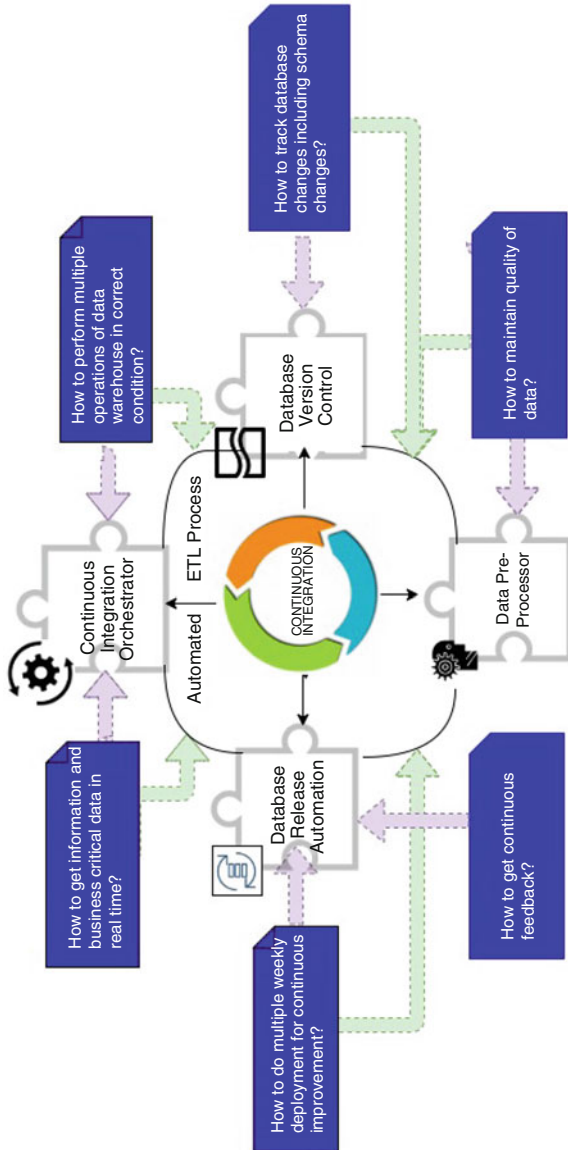 How to get information and
business critical data in
real time?
How to perform multiple
operations of data
warehouse in correct
condition?
Continuous
Integration
Orchestrator
Automated
ETL Process
How to do multiple weekly
deployment for continuous
improvement?
Database
Release
Automation
CONTINUOUS
INTEGRATION
Database
Version
Control
How to track database
changes including schema
changes?
How to get continuous
feedback?
Data Pre-
Processor
How to maintain quality of
data?